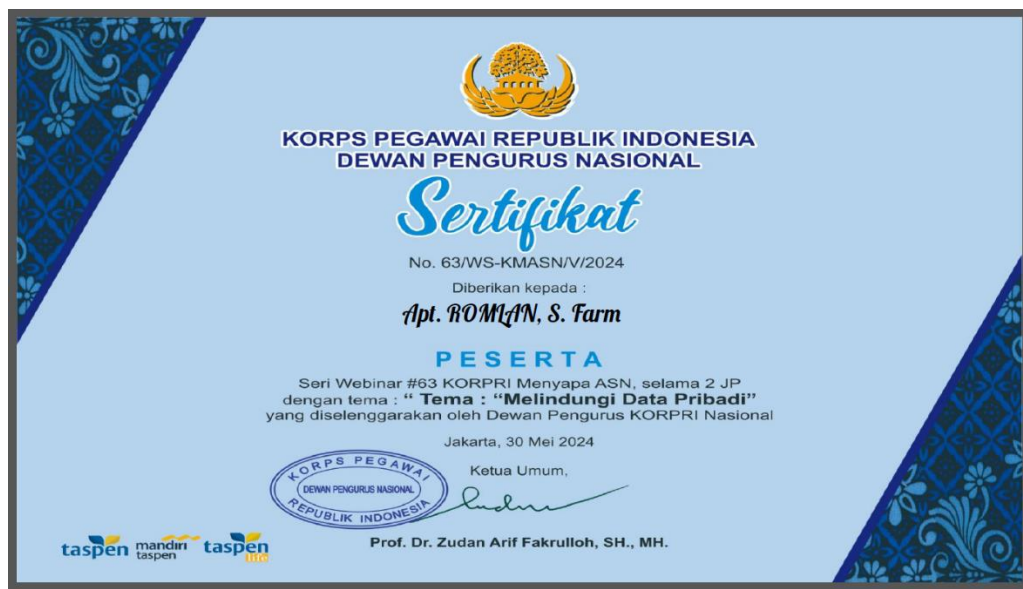 KORPS PEGAWAI REPUBLIK INDONESIA
DEWAN PENGURUS NASIONAL
Sertifikat
No. 63/WS-KMASN/V/2024
Diberikan kepada :
Apt. ROMLAN, S. Farm
PESERTA
Seri Webinar #63 KORPRI Menyapa ASN, selama 2 JP
dengan tema : “ Tema : “Melindungi Data Pribadi”
yang diselenggarakan oleh Dewan Pengurus KORPRI Nasional
Jakarta, 30 Mei 2024
Ketua Umum,
KORPS PEGAWAI
DEWAN PENGURUS NASIONAL
REPUBLIK INDONESIA
Prof. Dr. Zudan Arif Fakrulloh, SH., MH.
taspen mandiri taspen taspen life